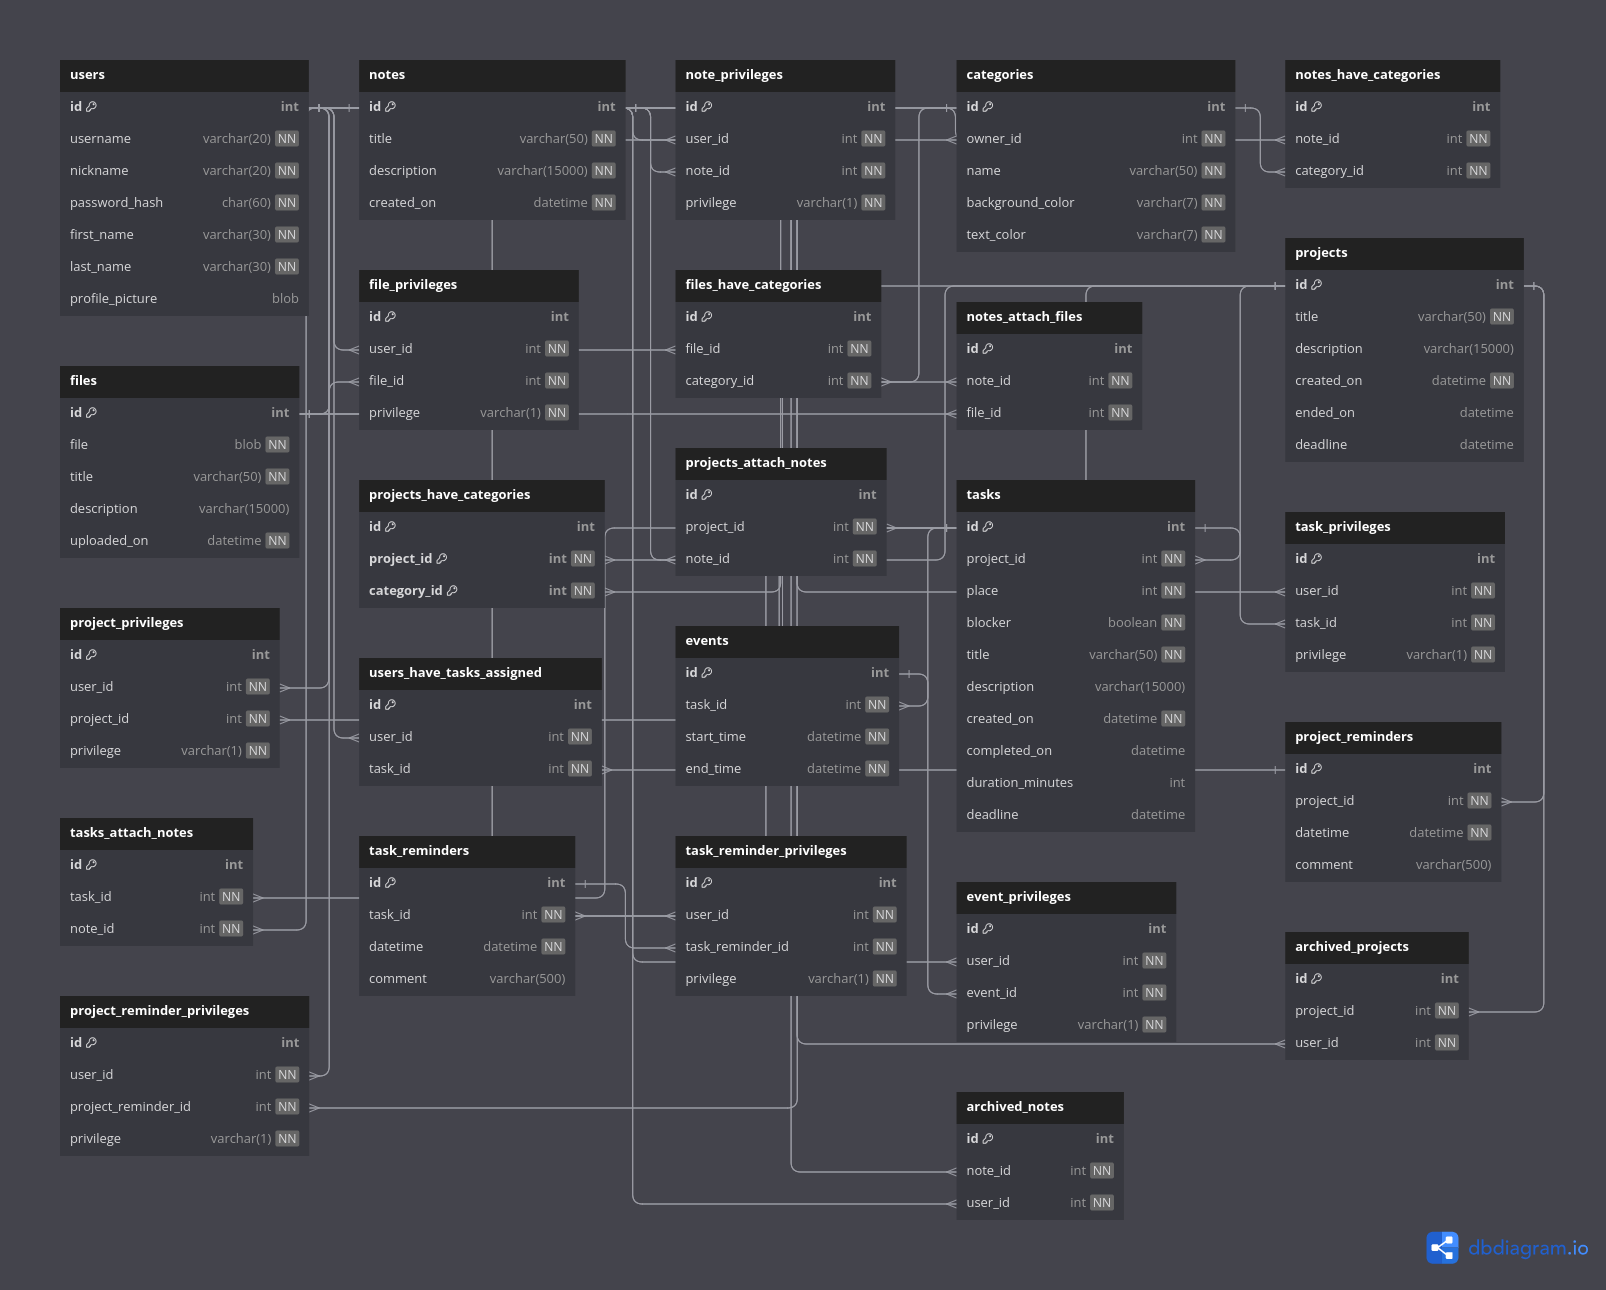 users
id int
username varchar(20) NN
nickname varchar(20) NN
password_hash char(60) NN
first_name varchar(30) NN
last_name varchar(30) NN
profile_picture blob
notes
id int
title varchar(50) NN
description varchar(15000) NN
created_on datetime NN
note_privileges
id int
user_id int NN
note_id int NN
privilege varchar(1) NN
categories
id int
owner_id int NN
name varchar(50) NN
background_color varchar(7) NN
text_color varchar(7) NN
notes_have_categories
id int
note_id int NN
category_id int NN
projects
id int
title varchar(50) NN
description varchar(15000)
created_on datetime NN
ended_on datetime
deadline datetime
file_privileges
id int
user_id int NN
file_id int NN
privilege varchar(1) NN
files_have_categories
id int
file_id int NN
category_id int NN
notes_attach_files
id int
note_id int NN
file_id int NN
files
id int
file blob NN
title varchar(50) NN
description varchar(15000)
uploaded_on datetime NN
projects_have_categories
id int
project_id int NN
category_id int NN
projects_attach_notes
id int
project_id int NN
note_id int NN
tasks
id int
project_id int NN
place int NN
blocker boolean NN
title varchar(50) NN
description varchar(15000)
created_on datetime NN
completed_on datetime
duration_minutes int
deadline datetime
task_privileges
id int
user_id int NN
task_id int NN
privilege varchar(1) NN
project_privileges
id int
user_id int NN
project_id int NN
privilege varchar(1) NN
users_have_tasks_assigned
id int
user_id int NN
task_id int NN
events
id int
task_id int NN
start_time datetime NN
end_time datetime NN
project_reminders
id int
project_id int NN
datetime datetime NN
comment varchar(500)
tasks_attach_notes
id int
task_id int NN
note_id int NN
task_reminders
id int
task_id int NN
datetime datetime NN
comment varchar(500)
task_reminder_privileges
id int
user_id int NN
task_reminder_id int NN
privilege varchar(1) NN
event_privileges
id int
user_id int NN
event_id int NN
privilege varchar(1) NN
archived_projects
id int
project_id int NN
user_id int NN
project_reminder_privileges
id int
user_id int NN
project_reminder_id int NN
privilege varchar(1) NN
archived_notes
id int
note_id int NN
user_id int NN
dbdiagram.io